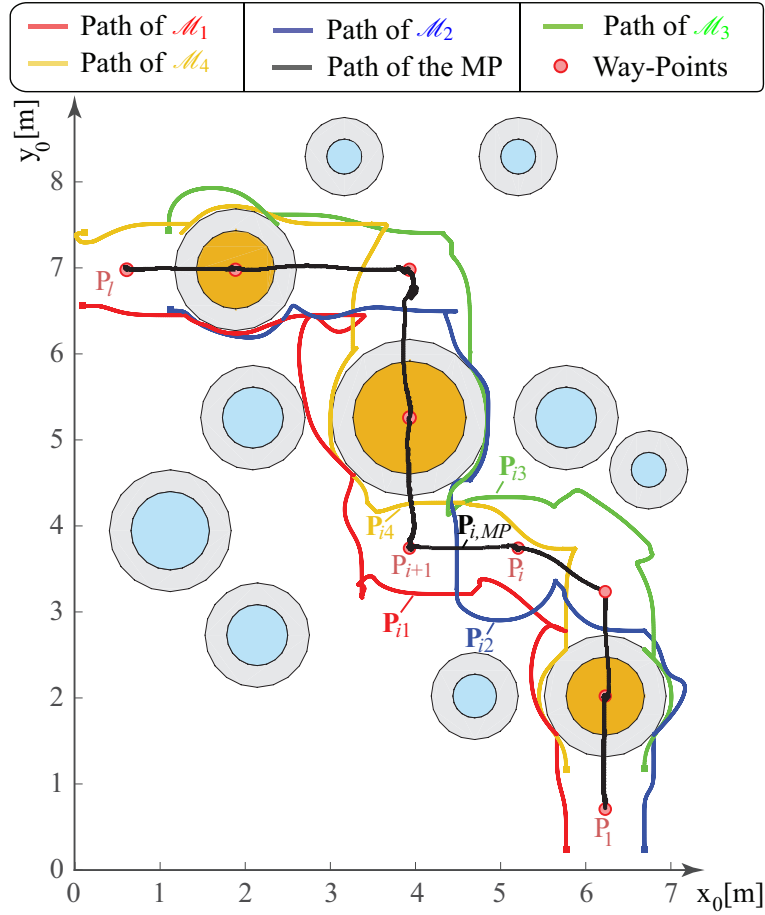 Path of ℳ1 Path of ℳ2 Path of ℳ3
Path of ℳ4 Path of the MP Way-Points
y0[m]
8
7
Pl
6
5
Pi3
4
Pi4
Pi,MP
Pi+1
Pi
3
Pi1
Pi2
2
1
P1
0
0 1 2 3 4 5 6 7 x0[m]